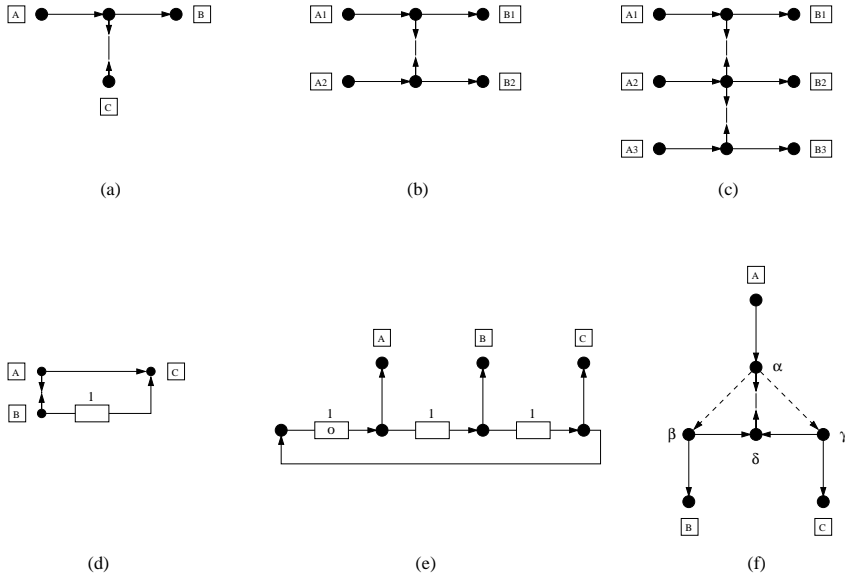 A B
C
(a)
A1 B1
A2 B2
(b)
A1 B1
A2 B2
A3 B3
(c)
A C
B 1
(d)
A B C
1 1 1
o
(e)
A
α
β γ
δ
B C
(f)